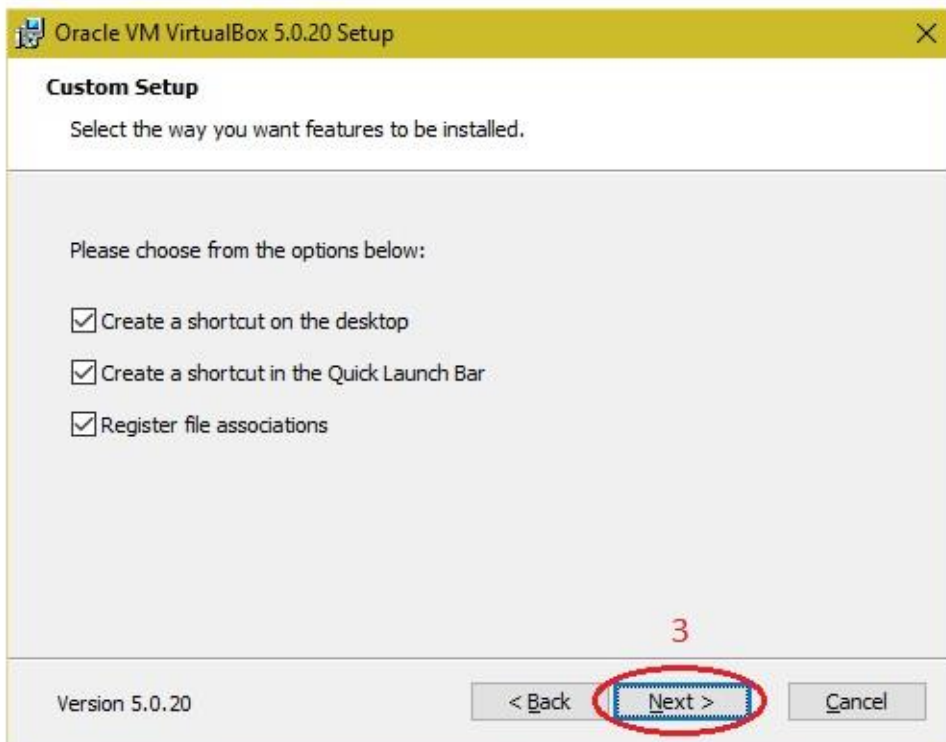 Oracle VM VirtualBox 5.0.20 Setup
Custom Setup
Select the way you want features to be installed.
Please choose from the options below:
Create a shortcut on the desktop
Create a shortcut in the Quick Launch Bar
Register file associations
3
Version 5.0.20 < Back Next > Cancel